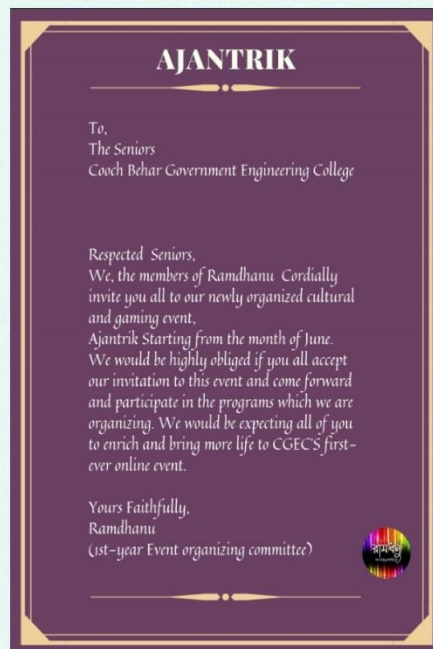 AJANTRIK
To,
The Seniors
Cooch Behar Government Engineering College
Respected Seniors,
We, the members of Ramdhanu Cordially
invite you all to our newly organized cultural
and gaming event,
Ajantrik Starting from the month of June.
We would be highly obliged if you all accept
our invitation to this event and come forward
and participate in the programs which we are
organizing. We would be expecting all of you
to enrich and bring more life to CGEC'S first-
ever online event.
Yours Faithfully,
Ramdhanu
(1st-year Event organizing committee)
রামধনু